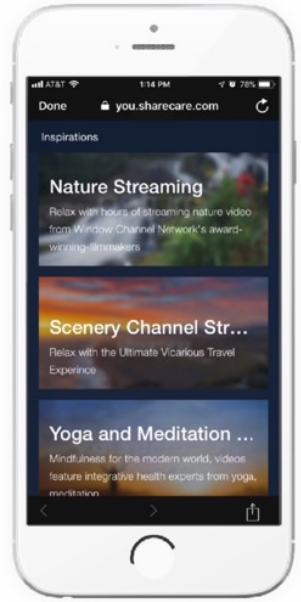 AT&T 1:14 PM 78%
Done you.sharecare.com
Inspirations
Nature Streaming
Relax with hours of streaming nature video
from Window Channel Network's award-
winning-filmmakers
Scenery Channel Str...
Relax with the Ultimate Vicarious Travel
Experince
Yoga and Meditation ...
Mindfulness for the modern world, videos
feature integrative health experts from yoga,
meditation